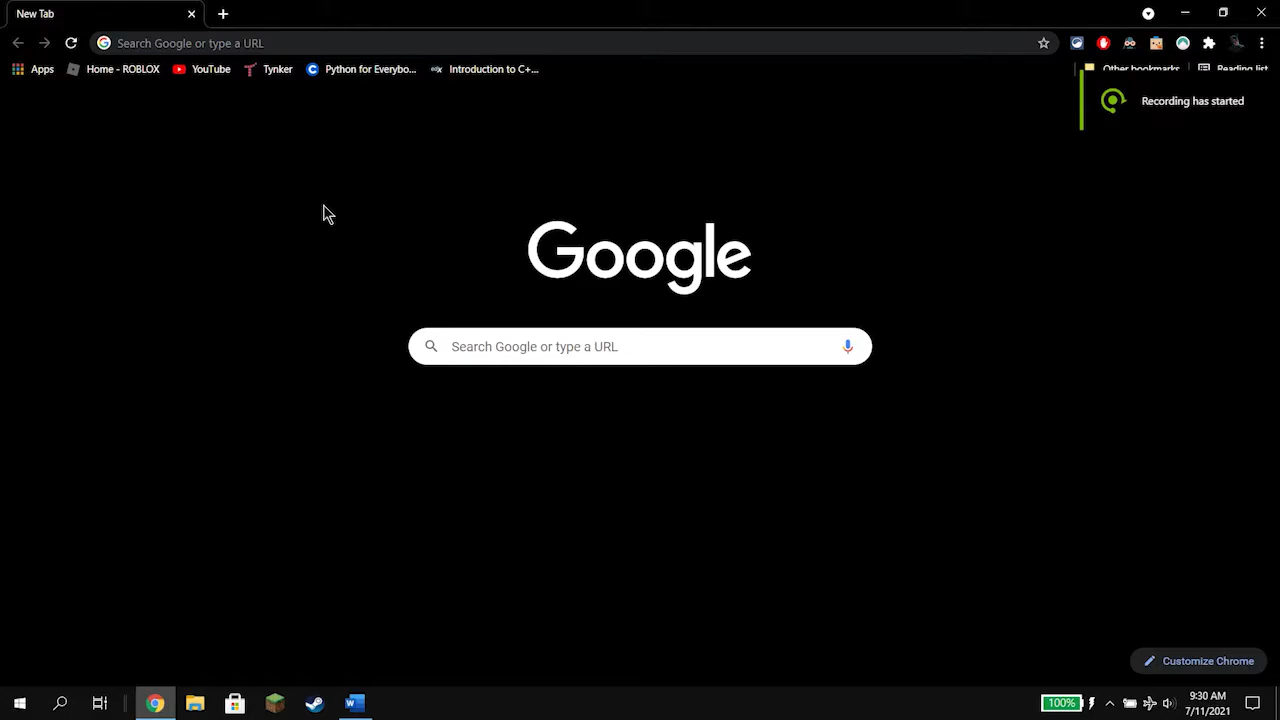 New Tab
Search Google or type a URL
Apps
Home - ROBLOX
YouTube
Tynker
Python for Everybo...
Introduction to C+...
Other bookmarks
Reading list
Recording has started
Google
Search Google or type a URL
Customize Chrome
W
100%
9:30 AM
7/11/2021